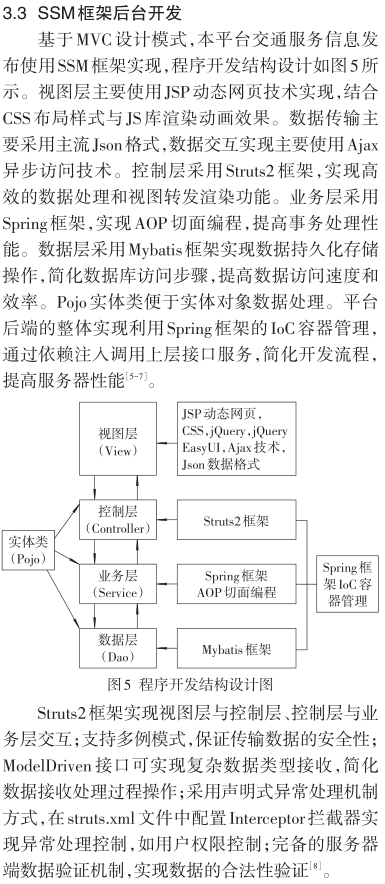 3.3 SSM框架后台开发
基于MVC设计模式,本平台交通服务信息发
布使用SSM框架实现,程序开发结构设计如图5所
示。视图层主要使用JSP动态网页技术实现,结合
CSS布局样式与JS库渲染动画效果。数据传输主
要采用主流Json格式,数据交互实现主要使用Ajax
异步访问技术。控制层采用Struts2框架,实现高
效的数据处理和视图转发渲染功能。业务层采用
Spring框架,实现AOP切面编程,提高事务处理性
能。数据层采用Mybatis框架实现数据持久化存储
操作,简化数据库访问步骤,提高数据访问速度和
效率。Pojo实体类便于实体对象数据处理。平台
后端的整体实现利用Spring框架的IoC容器管理,
通过依赖注入调用上层接口服务,简化开发流程,
提高服务器性能[5-7]。
视图层
(View)
JSP动态网页,
CSS,jQuery,jQuery
EasyUI,Ajax技术,
Json数据格式
控制层
(Controller)
Struts2框架
实体类
(Pojo)
业务层
(Service)
Spring框架
AOP切面编程
Spring框
架IoC容
器管理
数据层
(Dao)
Mybatis框架
图5 程序开发结构设计图
Struts2框架实现视图层与控制层、控制层与业
务层交互;支持多例模式,保证传输数据的安全性;
ModelDriven接口可实现复杂数据类型接收,简化
数据接收处理过程操作;采用声明式异常处理机制
方式,在struts.xml文件中配置Interceptor拦截器实
现异常处理控制,如用户权限控制;完备的服务器
端数据验证机制,实现数据的合法性验证[8]。